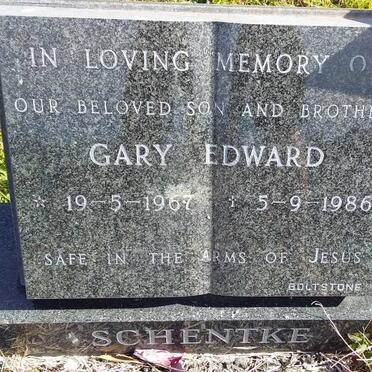 IN LOVING MEMORY O
OUR BELOVED SON AND BROTHE
GARY EDWARD
☆ 19-5-1967 ✝ 5-9-1986
SAFE IN THE ARMS OF JESUS
BOLTSTONE
SCHENTKE